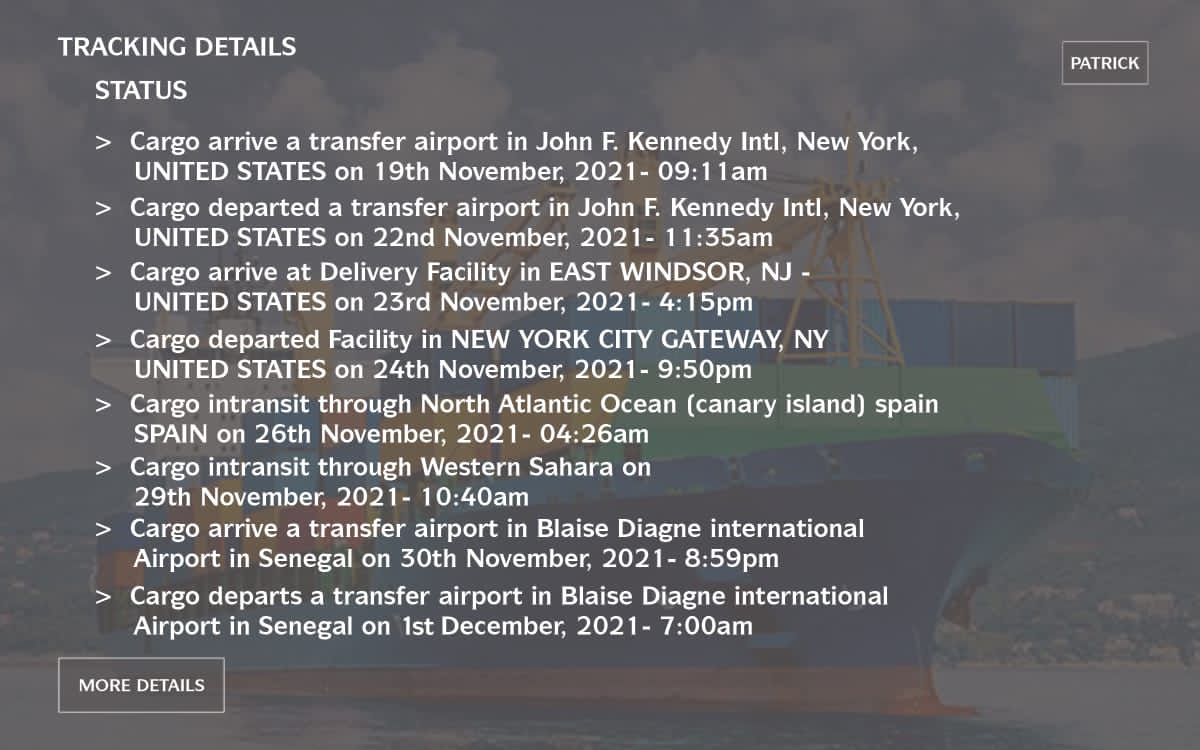 TRACKING DETAILS
PATRICK
STATUS
> Cargo arrive a transfer airport in John F. Kennedy Intl, New York,
UNITED STATES on 19th November, 2021- 09:11am
> Cargo departed a transfer airport in John F. Kennedy Intl, New York,
UNITED STATES on 22nd November, 2021- 11:35am
> Cargo arrive at Delivery Facility in EAST WINDSOR, NJ -
UNITED STATES on 23rd November, 2021- 4:15pm
> Cargo departed Facility in NEW YORK CITY GATEWAY, NY
UNITED STATES on 24th November, 2021- 9:50pm
> Cargo intransit through North Atlantic Ocean (canary island) spain
SPAIN on 26th November, 2021- 04:26am
> Cargo intransit through Western Sahara on
29th November, 2021- 10:40am
> Cargo arrive a transfer airport in Blaise Diagne international
Airport in Senegal on 30th November, 2021- 8:59pm
> Cargo departs a transfer airport in Blaise Diagne international
Airport in Senegal on 1st December, 2021- 7:00am
MORE DETAILS